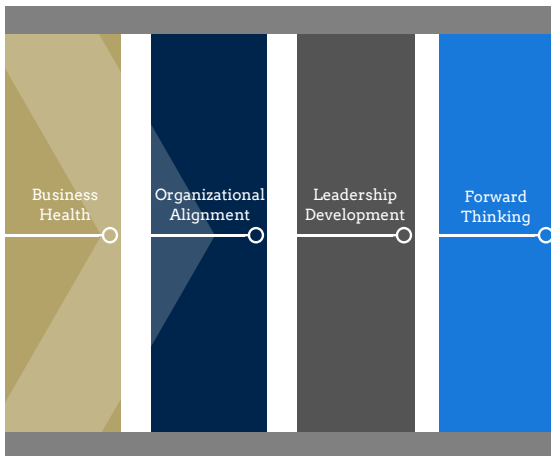 Business
Health
Organizational
Alignment
Leadership
Development
Forward
Thinking